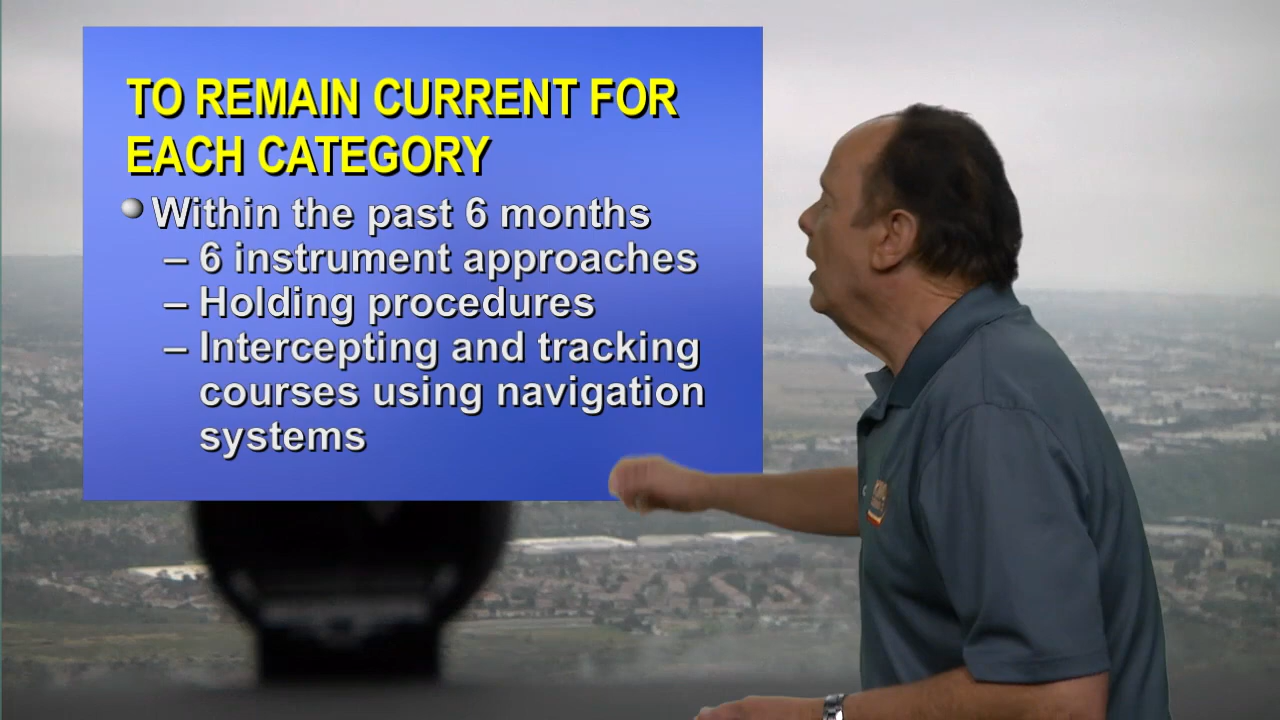 TO REMAIN CURRENT FOR
EACH CATEGORY
Within the past 6 months
– 6 instrument approaches
– Holding procedures
– Intercepting and tracking
courses using navigation
systems